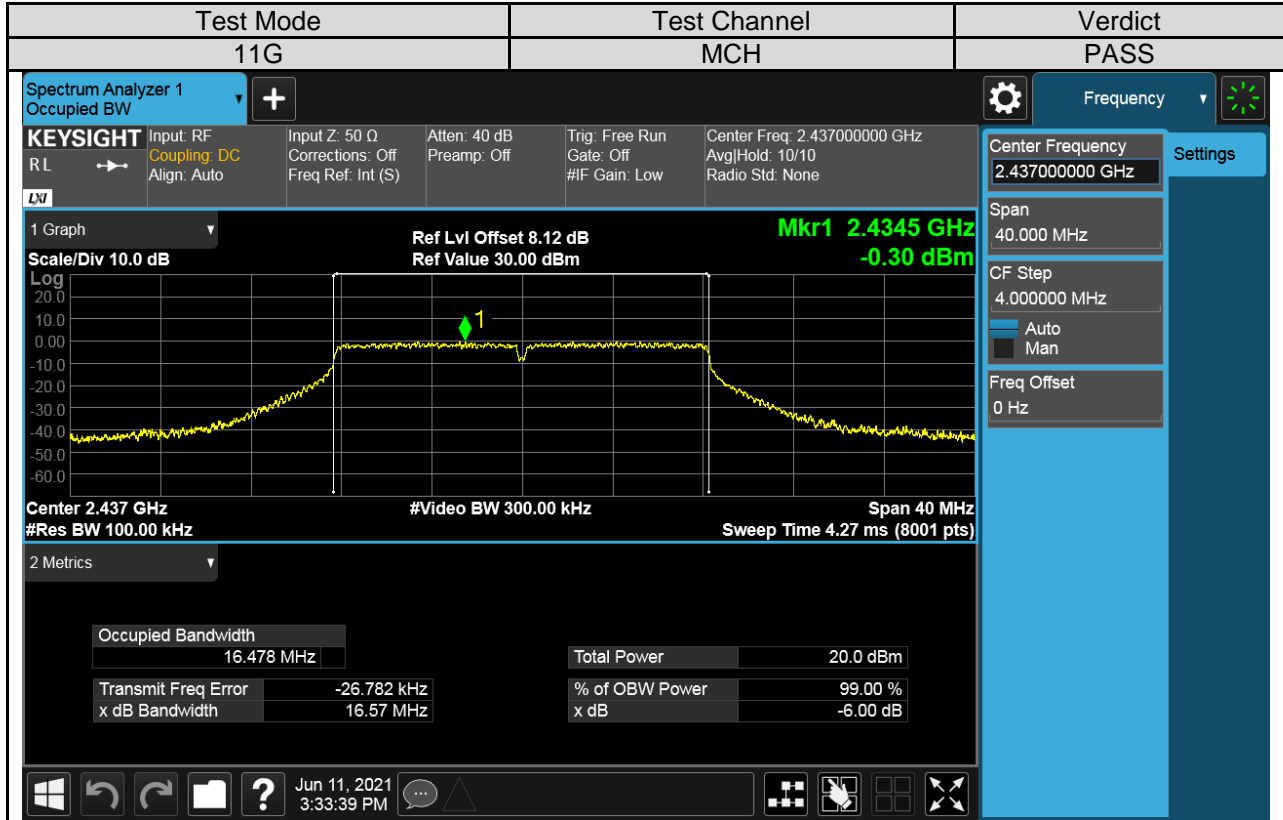 Test Mode Test Channel Verdict
11G MCH PASS
Spectrum Analyzer 1
Occupied BW
+
Frequency
KEYSIGHT Input: RF Input Z: 50 Ω Atten: 40 dB Trig: Free Run Center Freq: 2.437000000 GHz
R L Coupling: DC Corrections: Off Preamp: Off Gate: Off Avg|Hold: 10/10
Align: Auto Freq Ref: Int (S) #IF Gain: Low Radio Std: None
LXI
Center Frequency
2.437000000 GHz
Settings
Span
40.000 MHz
CF Step
4.000000 MHz
Auto
Man
Freq Offset
0 Hz
1 Graph Ref Lvl Offset 8.12 dB Mkr1 2.4345 GHz
Scale/Div 10.0 dB Ref Value 30.00 dBm -0.30 dBm
Log
20.0
10.0
0.00
-10.0
-20.0
-30.0
-40.0
-50.0
-60.0
1
Center 2.437 GHz #Video BW 300.00 kHz Span 40 MHz
#Res BW 100.00 kHz Sweep Time 4.27 ms (8001 pts)
2 Metrics
Occupied Bandwidth
16.478 MHz Total Power 20.0 dBm
Transmit Freq Error -26.782 kHz % of OBW Power 99.00 %
x dB Bandwidth 16.57 MHz x dB -6.00 dB
? Jun 11, 2021
3:33:39 PM